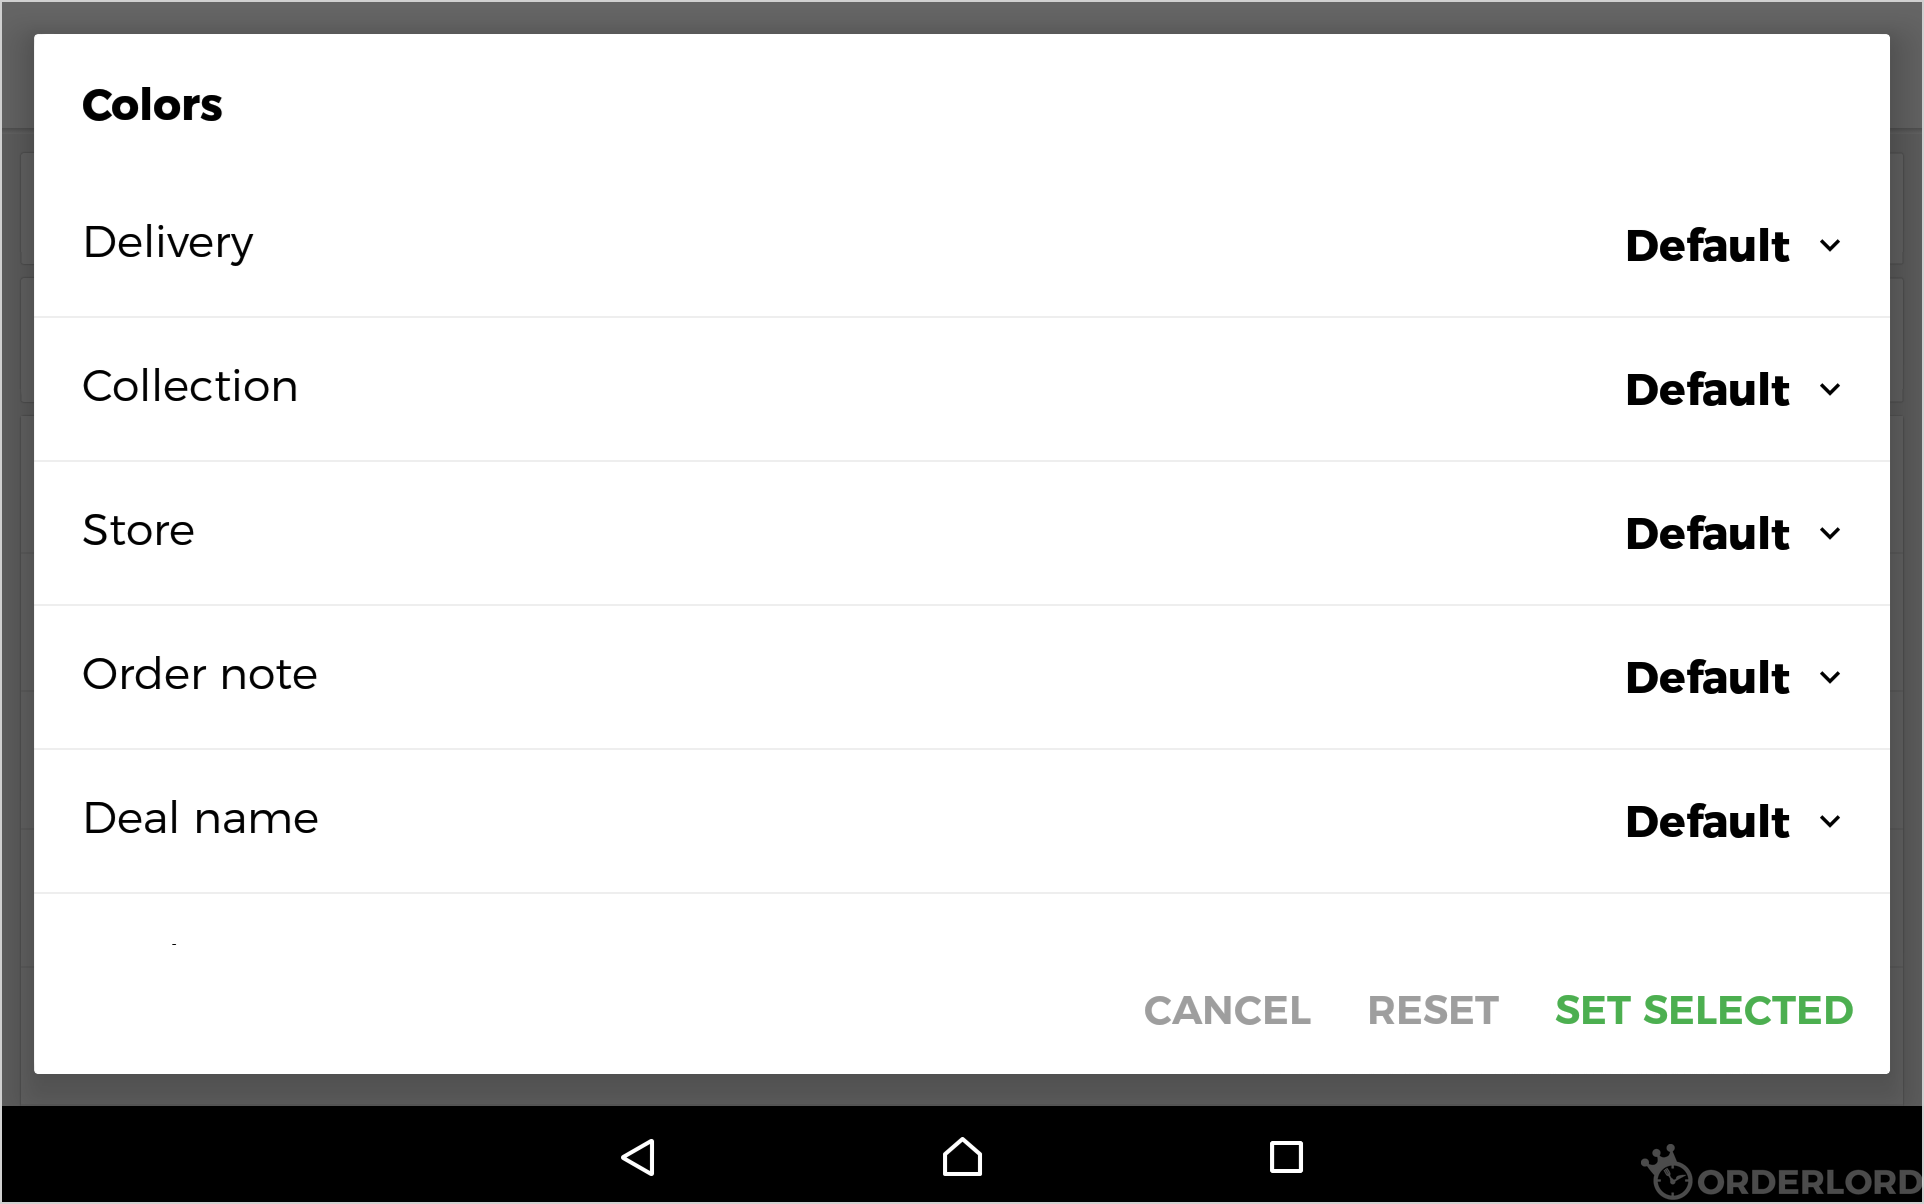 Colors
Delivery Default
Collection Default
Store Default
Order note Default
Deal name Default
CANCEL RESET SET SELECTED
ORDERLORD